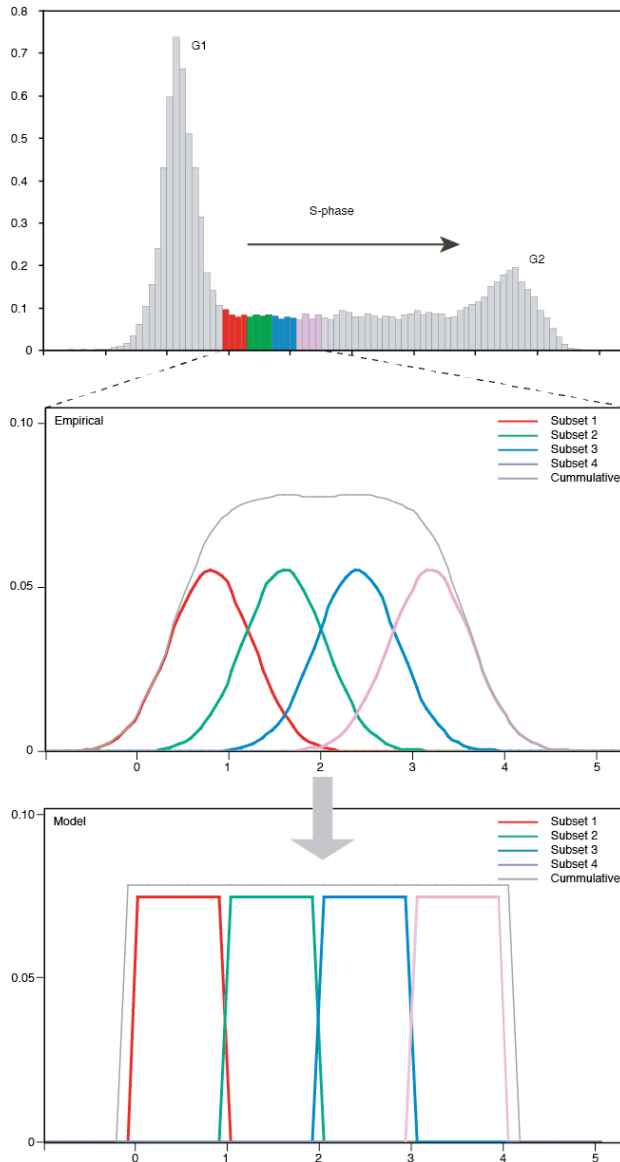 0.8
0.7
G1
0.6
0.5
0.4
S-phase
0.3
0.2
G2
0.1
0
0.10
Empirical
Subset 1
Subset 2
Subset 3
Subset 4
Cummulative
0.05
0
0 1 2 3 4 5
0.10
Model
Subset 1
Subset 2
Subset 3
Subset 4
Cummulative
0.05
0
0 1 2 3 4 5